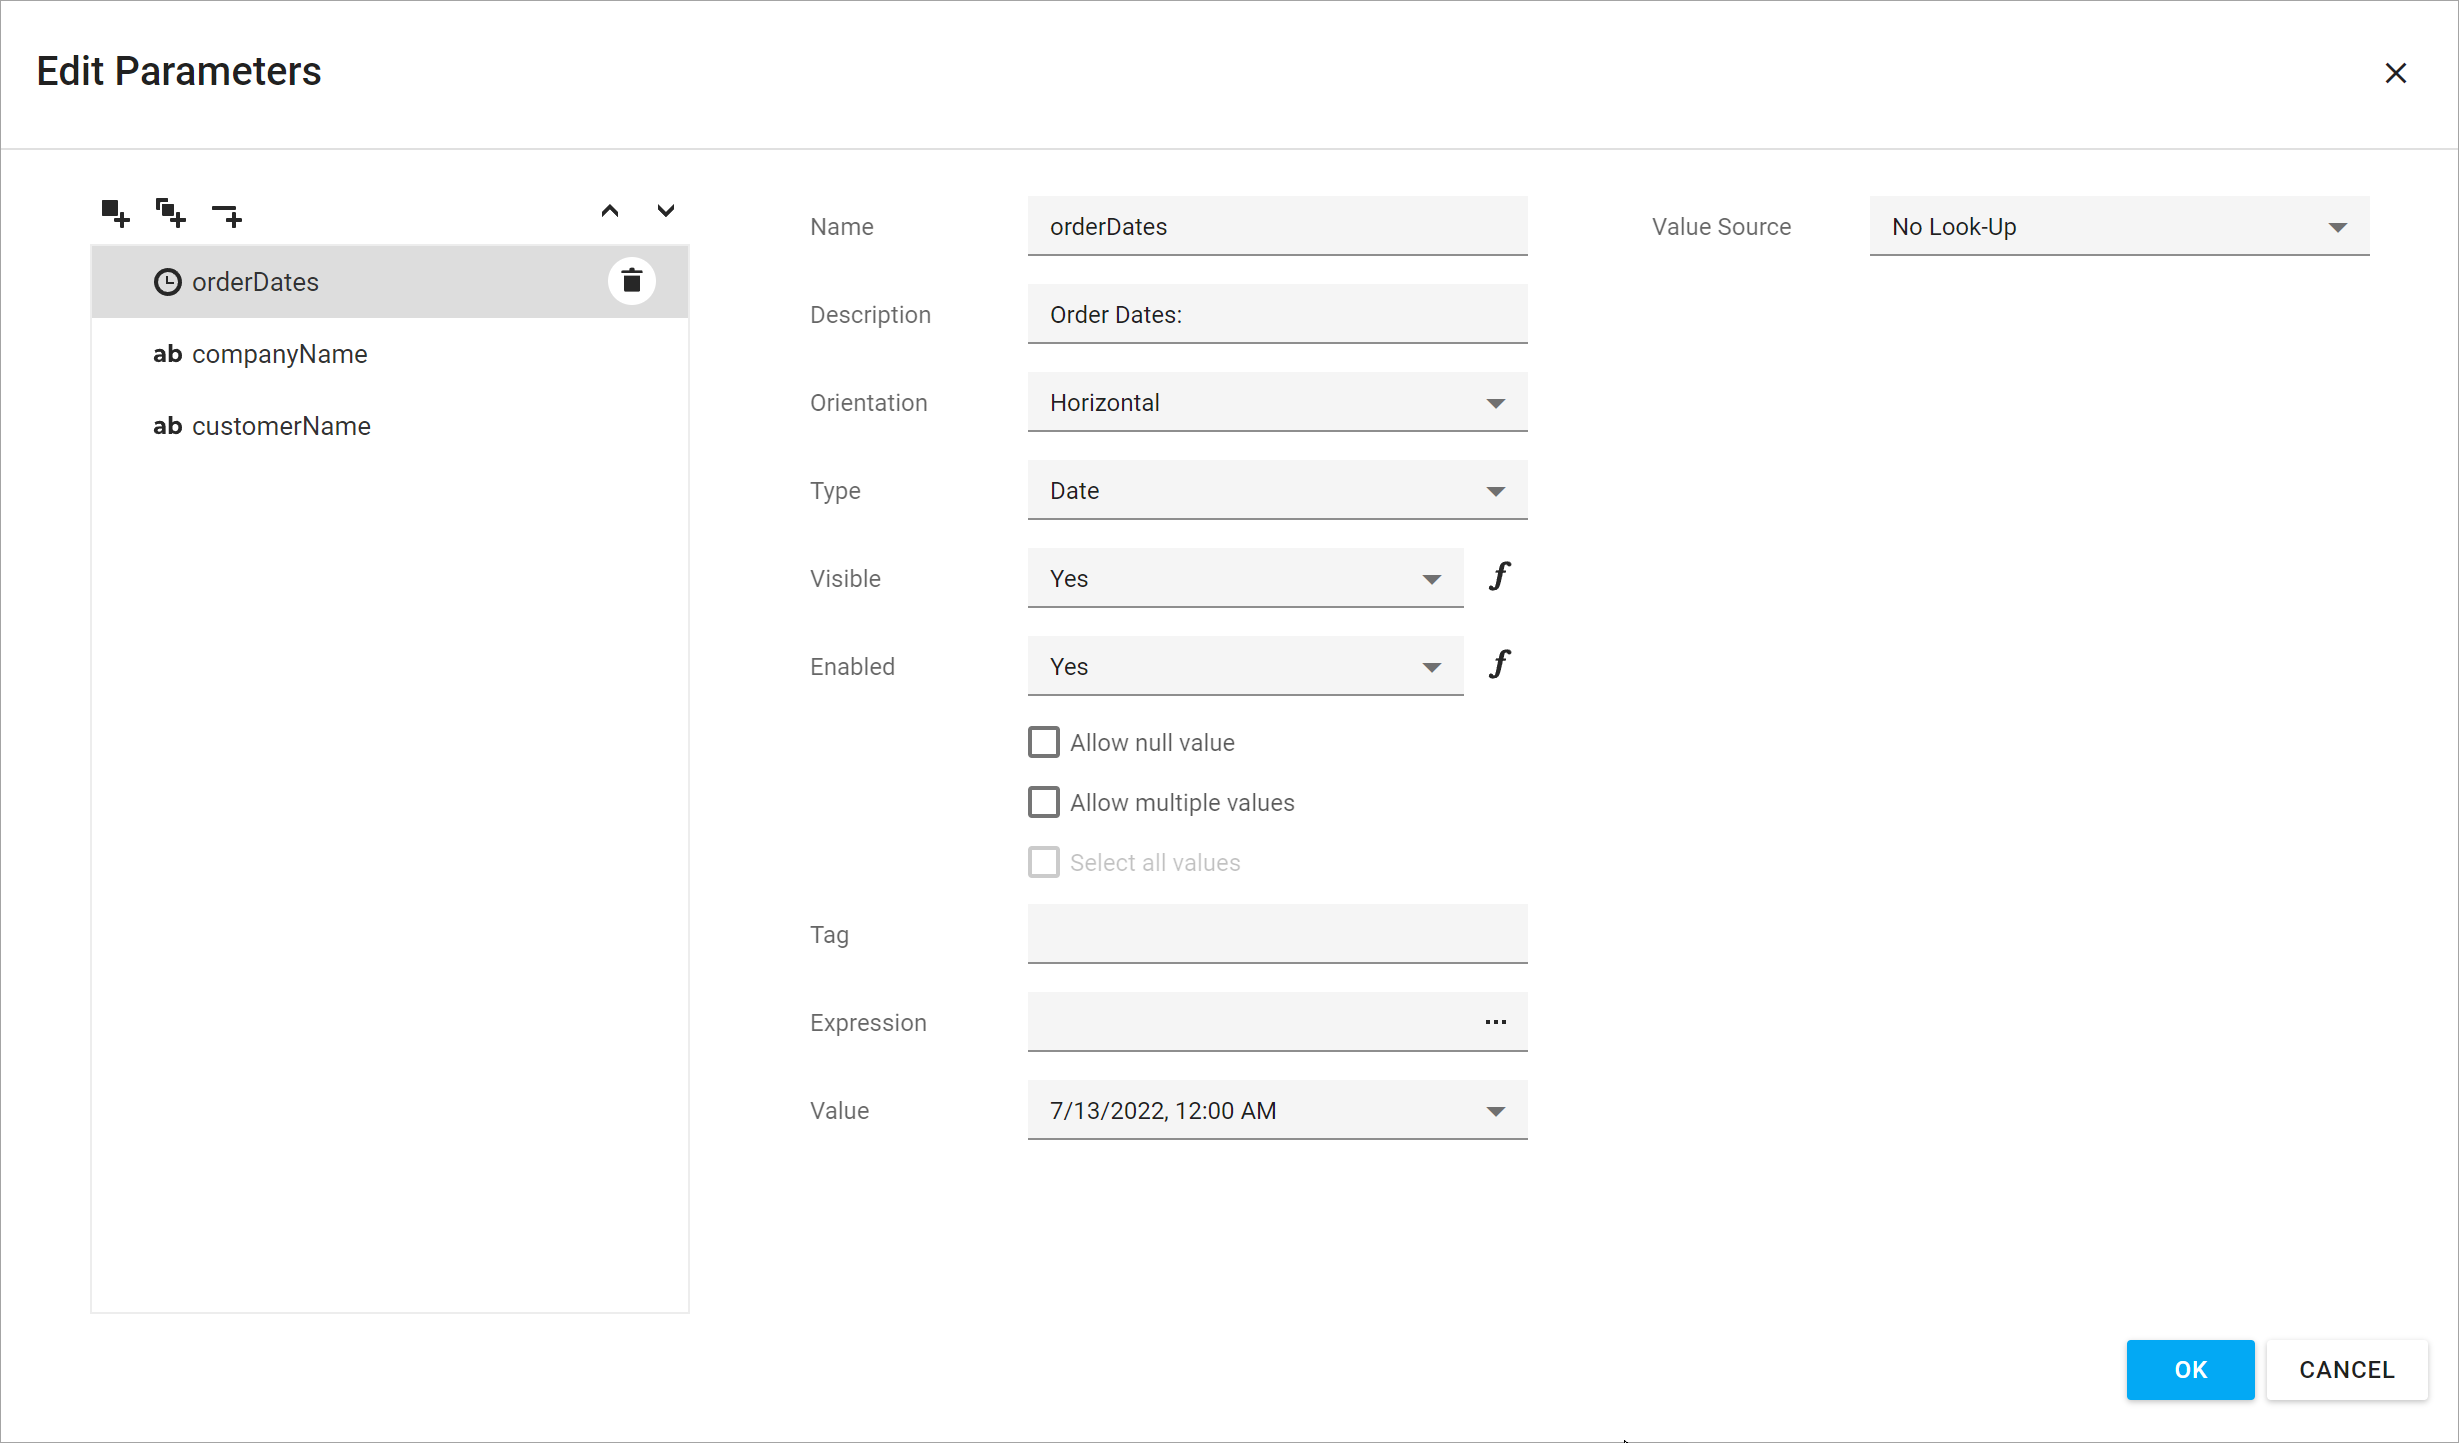 Edit Parameters
orderDates
ab companyName
ab customerName
Name orderDates
Description Order Dates:
Orientation Horizontal
Type Date
Visible Yes
Enabled Yes
Allow null value
Allow multiple values
Select all values
Tag
Expression ...
Value 7/13/2022, 12:00 AM
Value Source No Look-Up
OK CANCEL